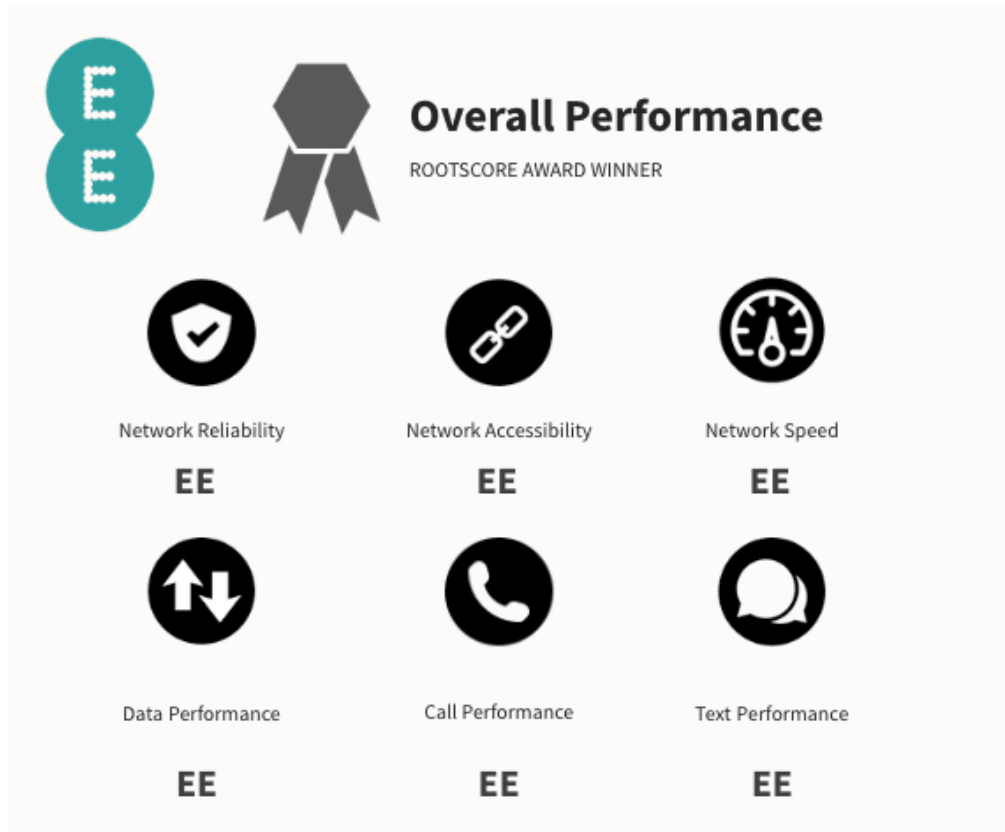 E
E
Overall Performance
ROOTSCORE AWARD WINNER
Network Reliability
Network Accessibility
Network Speed
EE
EE
EE
Data Performance
Call Performance
Text Performance
EE
EE
EE